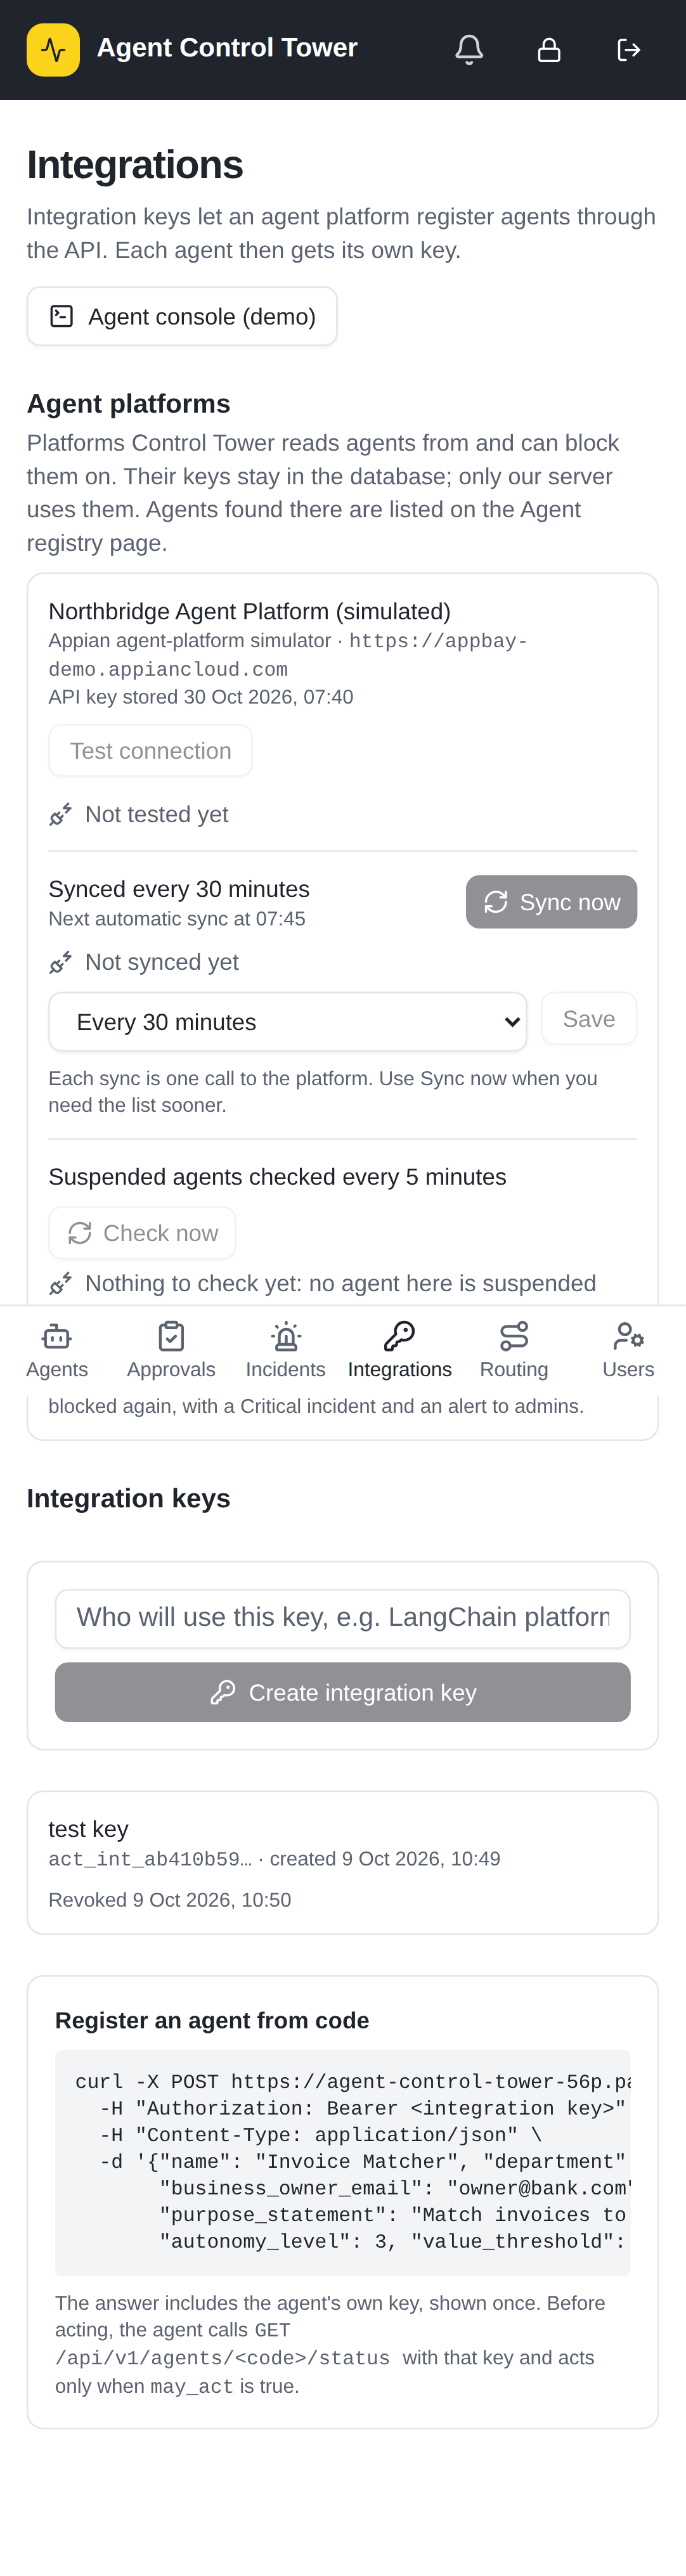 Agent Control Tower
Integrations
Integration keys let an agent platform register agents through
the API. Each agent then gets its own key.
Agent console (demo)
Agent platforms
Platforms Control Tower reads agents from and can block
them on. Their keys stay in the database; only our server
uses them. Agents found there are listed on the Agent
registry page.
Northbridge Agent Platform (simulated)
Appian agent-platform simulator · https://appbay-
demo.appiancloud.com
API key stored 30 Oct 2026, 07:40
Test connection
Not tested yet
Synced every 30 minutes
Next automatic sync at 07:45
Sync now
Not synced yet
Every 30 minutes
Save
Each sync is one call to the platform. Use Sync now when you
need the list sooner.
Suspended agents checked every 5 minutes
Check now
Nothing to check yet: no agent here is suspended
Agents
Approvals
Incidents
Integrations
Routing
Users
blocked again, with a Critical incident and an alert to admins.
Integration keys
Who will use this key, e.g. LangChain platform
Create integration key
test key
act_int_ab410b59… · created 9 Oct 2026, 10:49
Revoked 9 Oct 2026, 10:50
Register an agent from code
curl -X POST https://agent-control-tower-56p.pa
-H "Authorization: Bearer <integration key>"
-H "Content-Type: application/json" \
-d '{"name": "Invoice Matcher", "department"
"business_owner_email": "owner@bank.com"
"purpose_statement": "Match invoices to
"autonomy_level": 3, "value_threshold":
The answer includes the agent's own key, shown once. Before
acting, the agent calls GET
/api/v1/agents/<code>/status with that key and acts
only when may_act is true.